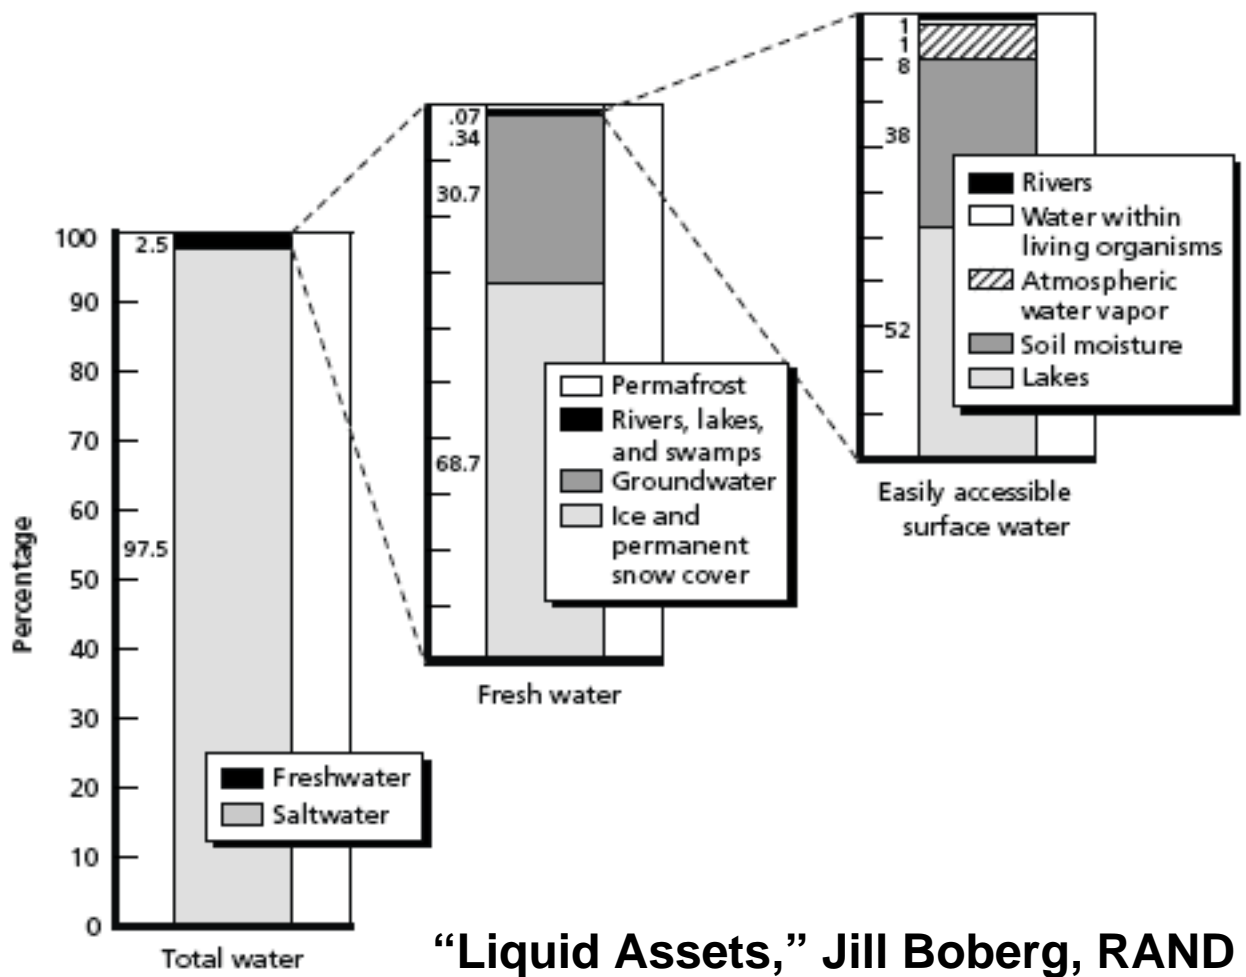 1
1
8
38
52
Rivers
Water within
living organisms
Atmospheric
water vapor
Soil moisture
Lakes
Easily accessible
surface water
.07
.34
30.7
68.7
Permafrost
Rivers, lakes,
and swamps
Groundwater
Ice and
permanent
snow cover
Fresh water
Percentage
100
90
80
70
60
50
40
30
20
10
0
2.5
97.5
Freshwater
Saltwater
Total water
“Liquid Assets,” Jill Boberg, RAND